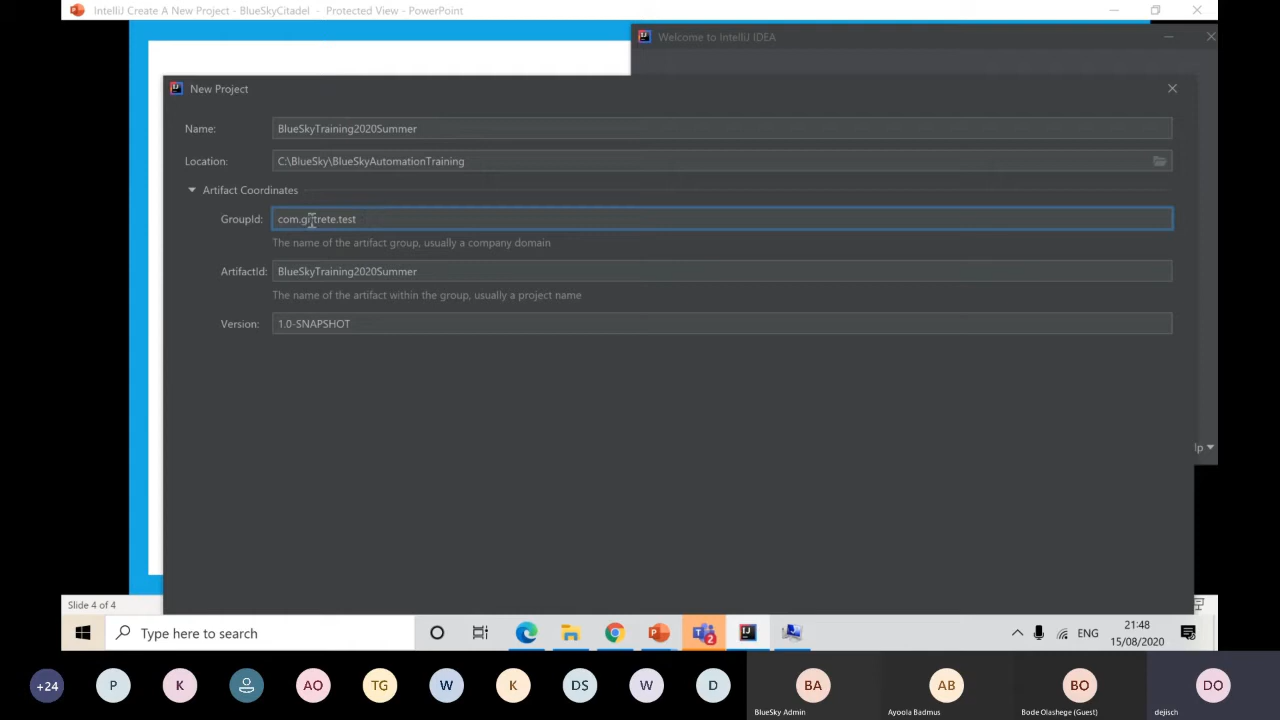 IntelliJ Create A New Project - BlueSkyCitadel - Protected View - PowerPoint
Welcome to IntelliJ IDEA
New Project
Name: BlueSkyTraining2020Summer
Location: C:\BlueSky\BlueSkyAutomationTraining
Artifact Coordinates
GroupId:
The name of the artifact group, usually a company domain
ArtifactId: BlueSkyTraining2020Summer
The name of the artifact within the group, usually a project name
Version: 1.0-SNAPSHOT
lp
Slide 4 of 4
Type here to search
2
ENG
21:48
15/08/2020
+24
P
K
AO
TG
W
K
DS
W
D
BA
AB
BO
DO
BlueSky Admin
Ayoola Badmus
Bode Olashege (Guest)
dejisch